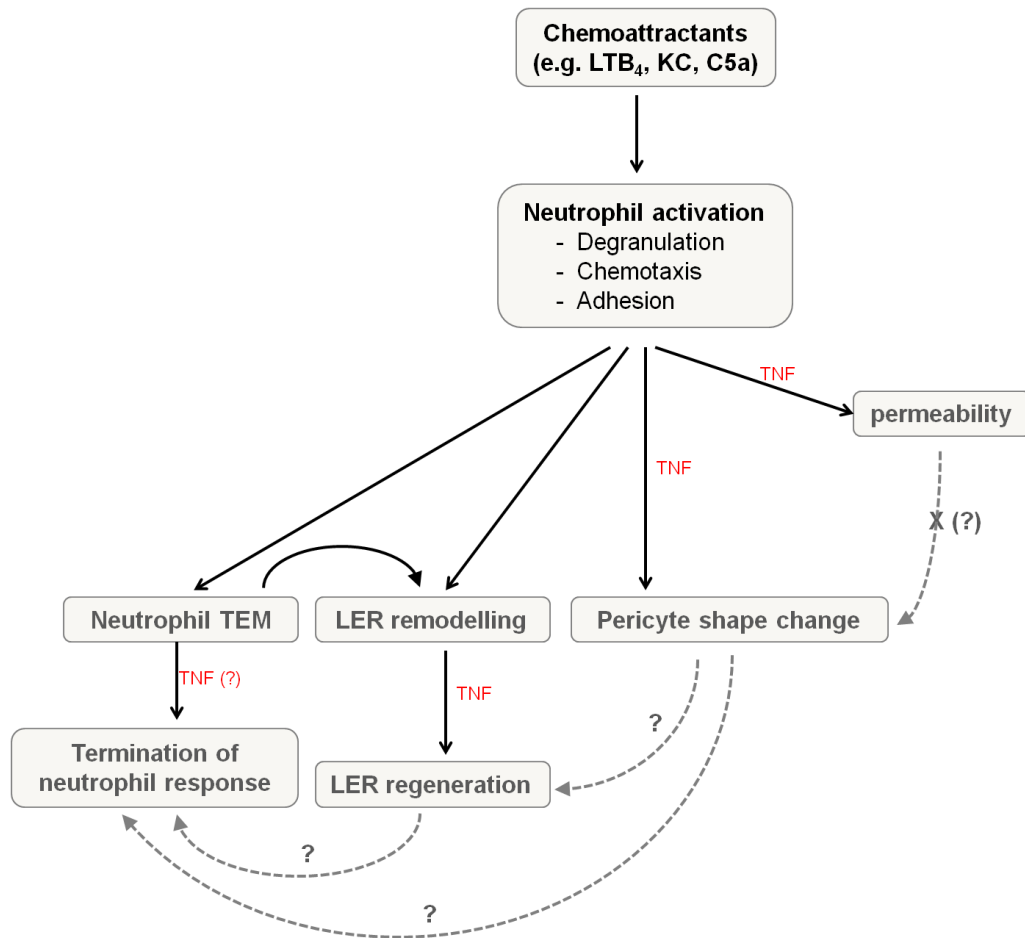 Chemoattractants
(e.g. LTB₄, KC, C5a)
Neutrophil activation
- Degranulation
- Chemotaxis
- Adhesion
TNF
permeability
TNF
X (?)
Neutrophil TEM
LER remodelling
Pericyte shape change
TNF (?)
TNF
?
Termination of
neutrophil response
LER regeneration
?
?